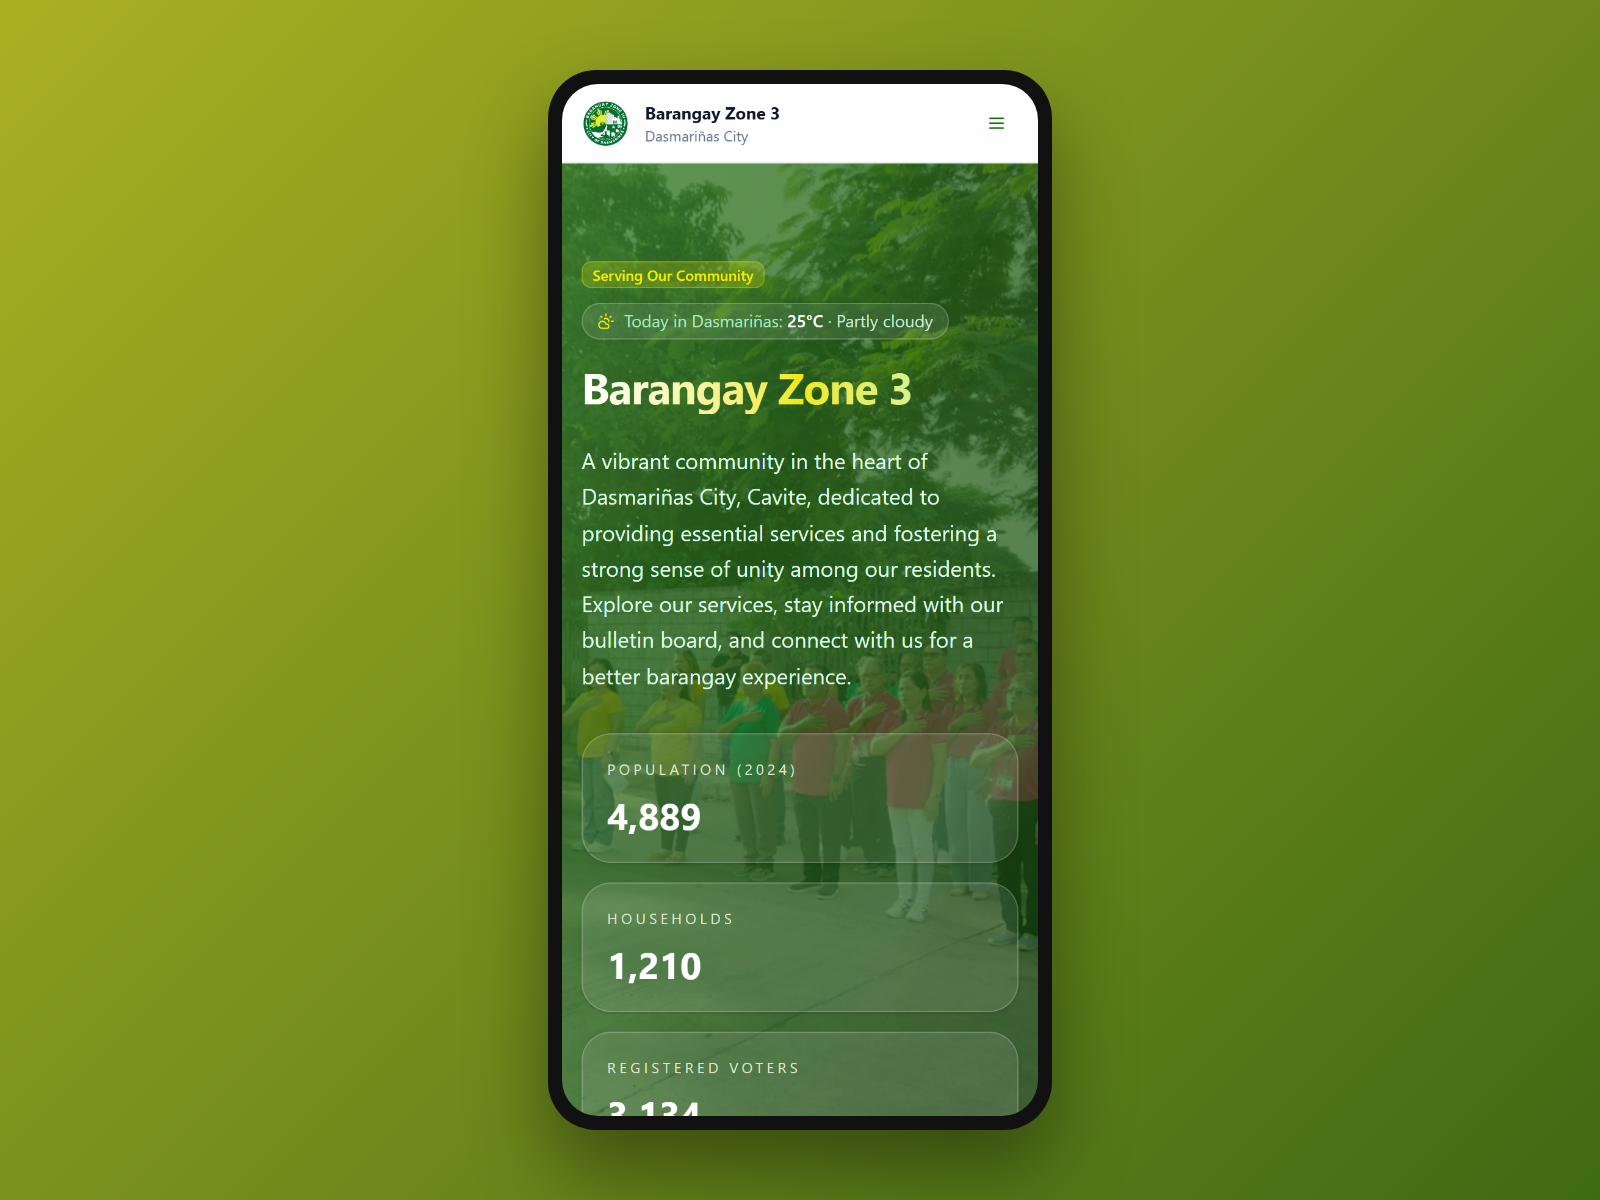 Barangay Zone 3
Dasmariñas City
Serving Our Community
Today in Dasmariñas: 25°C · Partly cloudy
Barangay Zone 3
A vibrant community in the heart of
Dasmariñas City, Cavite, dedicated to
providing essential services and fostering a
strong sense of unity among our residents.
Explore our services, stay informed with our
bulletin board, and connect with us for a
better barangay experience.
POPULATION (2024)
4,889
HOUSEHOLDS
1,210
REGISTERED VOTERS
3,134